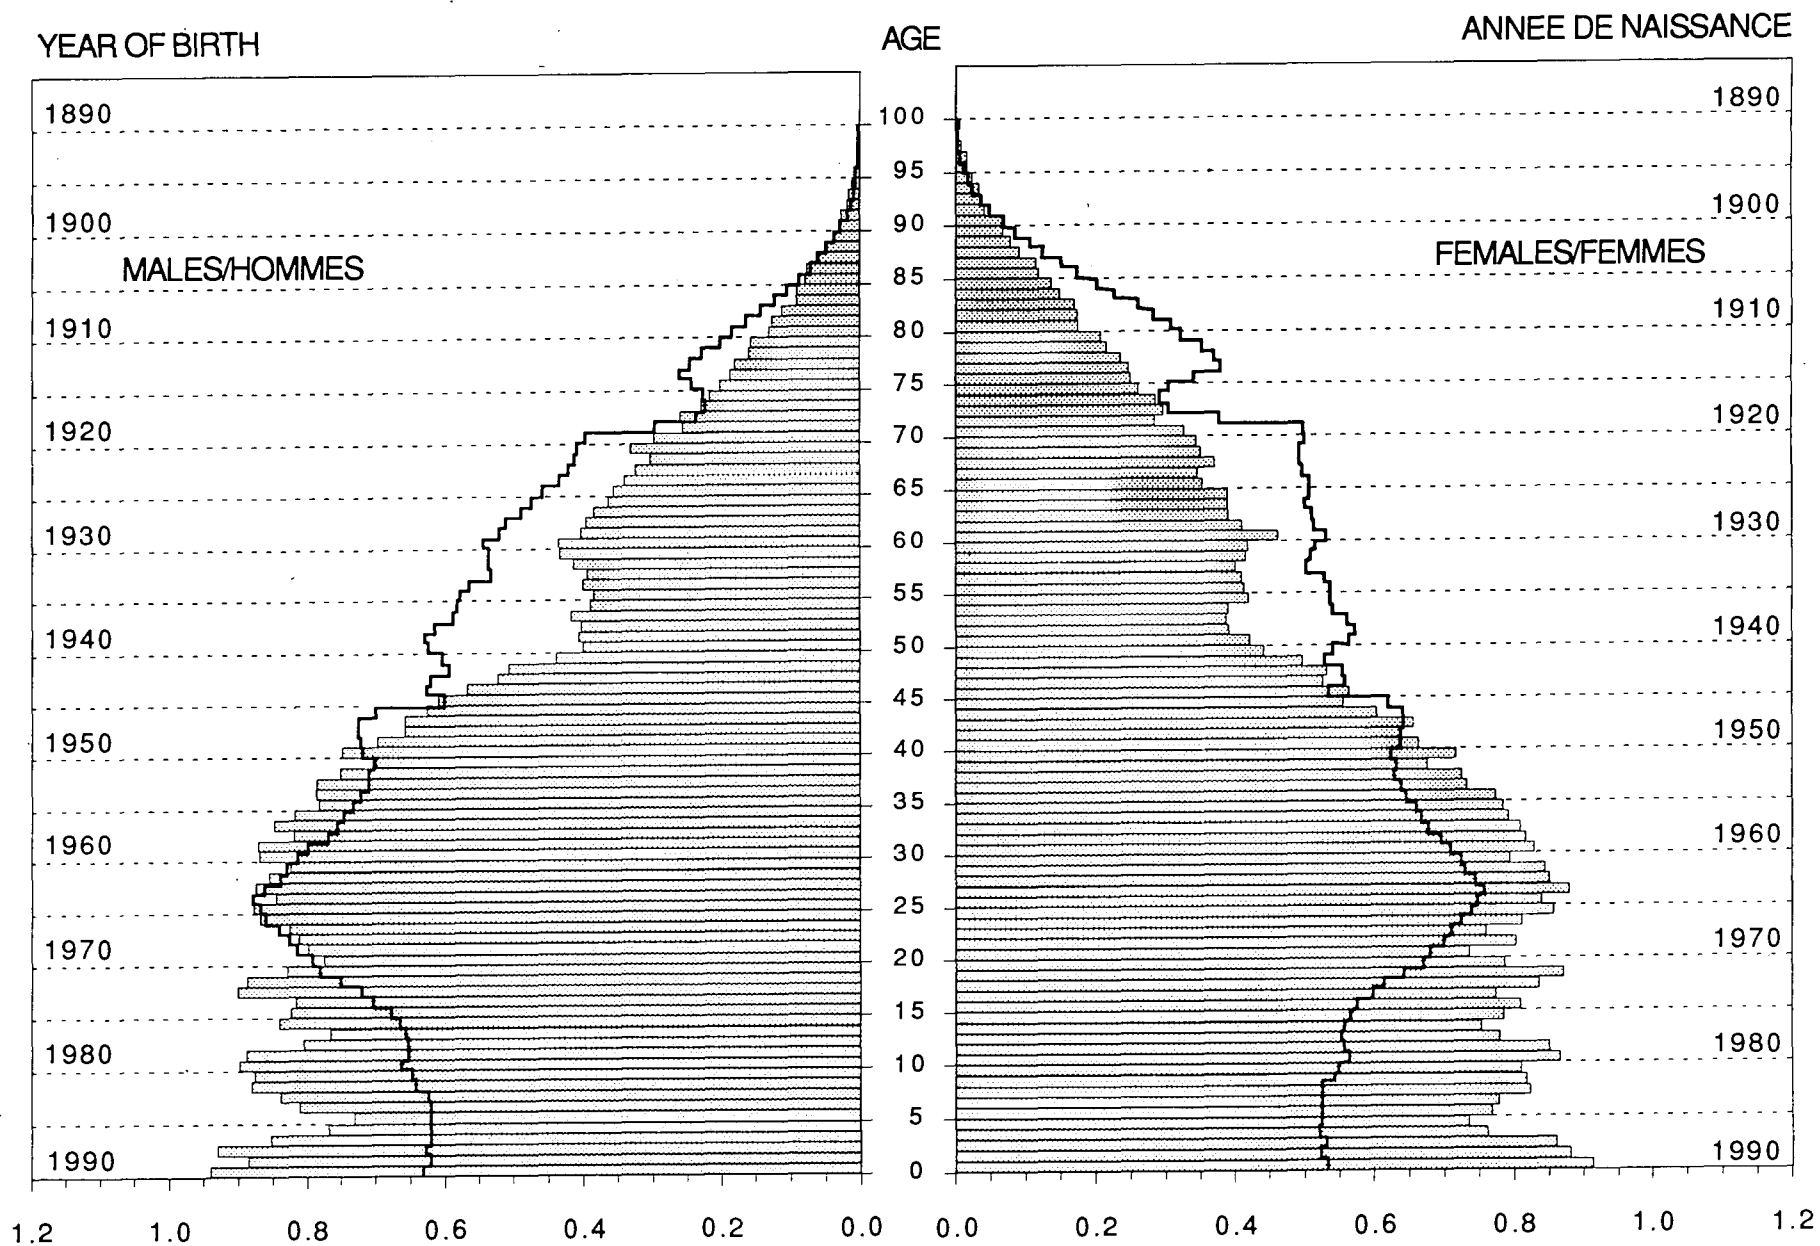 YEAR OF BIRTH AGE ANNEE DE NAISSANCE
1890 100 1890
95
1900 90 1900
MALES/HOMMES FEMALES/FEMMES
85
1910 80 1910
75
1920 70 1920
65
1930 60 1930
55
1940 50 1940
45
1950 40 1950
35
1960 30 1960
25
1970 20 1970
15
1980 10 1980
5
1990 0 1990
1.2 1.0 0.8 0.6 0.4 0.2 0.0 0.0 0.2 0.4 0.6 0.8 1.0 1.2